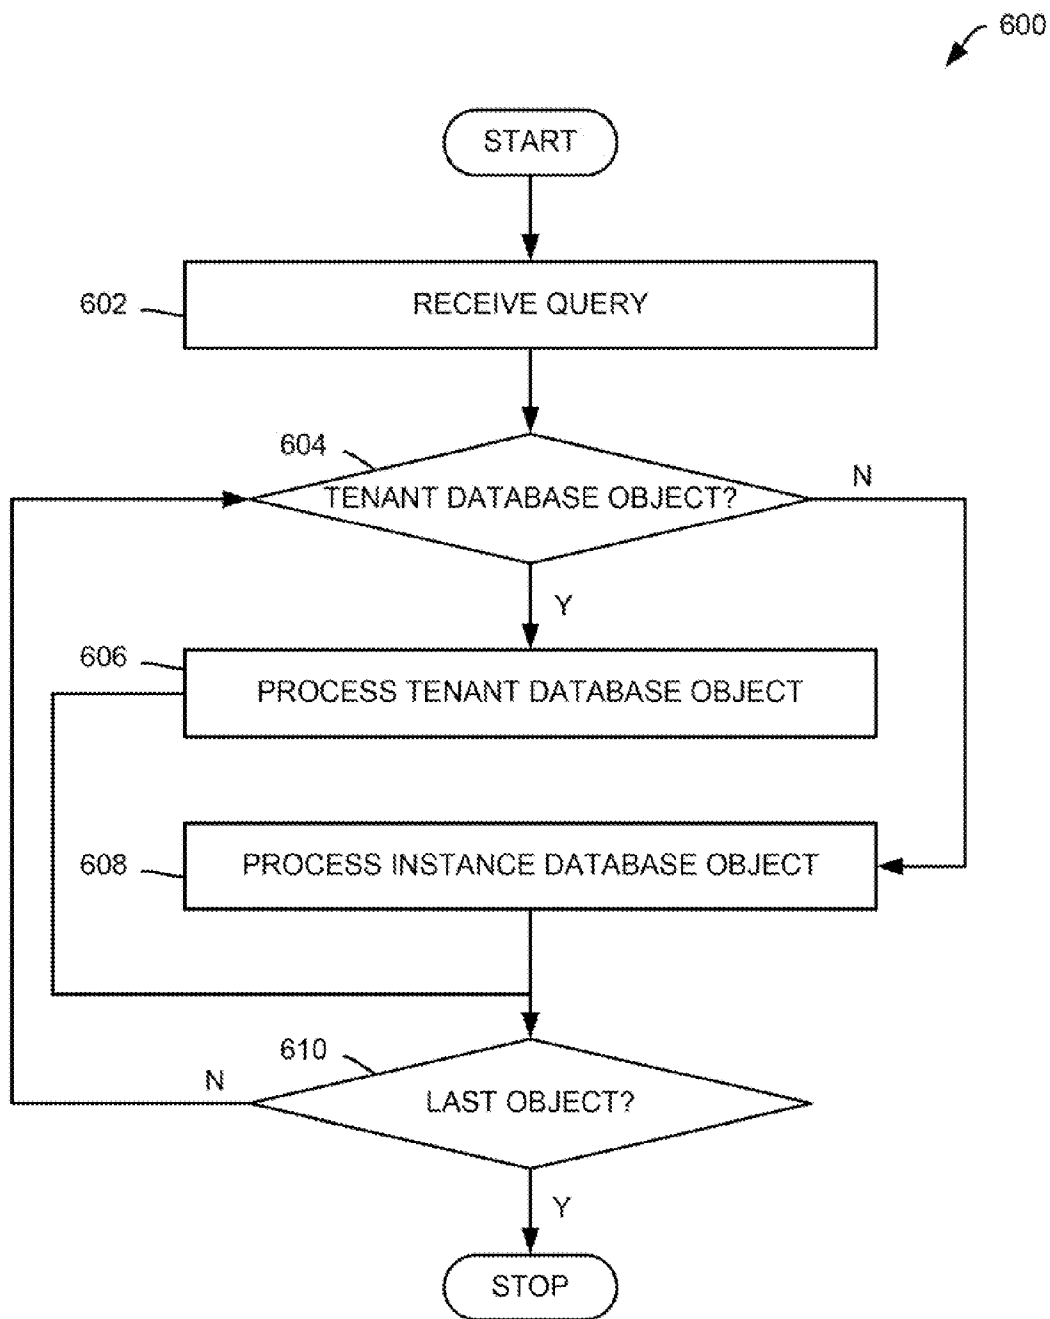 600
START
602
RECEIVE QUERY
604
TENANT DATABASE OBJECT?
N
Y
606
PROCESS TENANT DATABASE OBJECT
608
PROCESS INSTANCE DATABASE OBJECT
610
N
LAST OBJECT?
Y
STOP